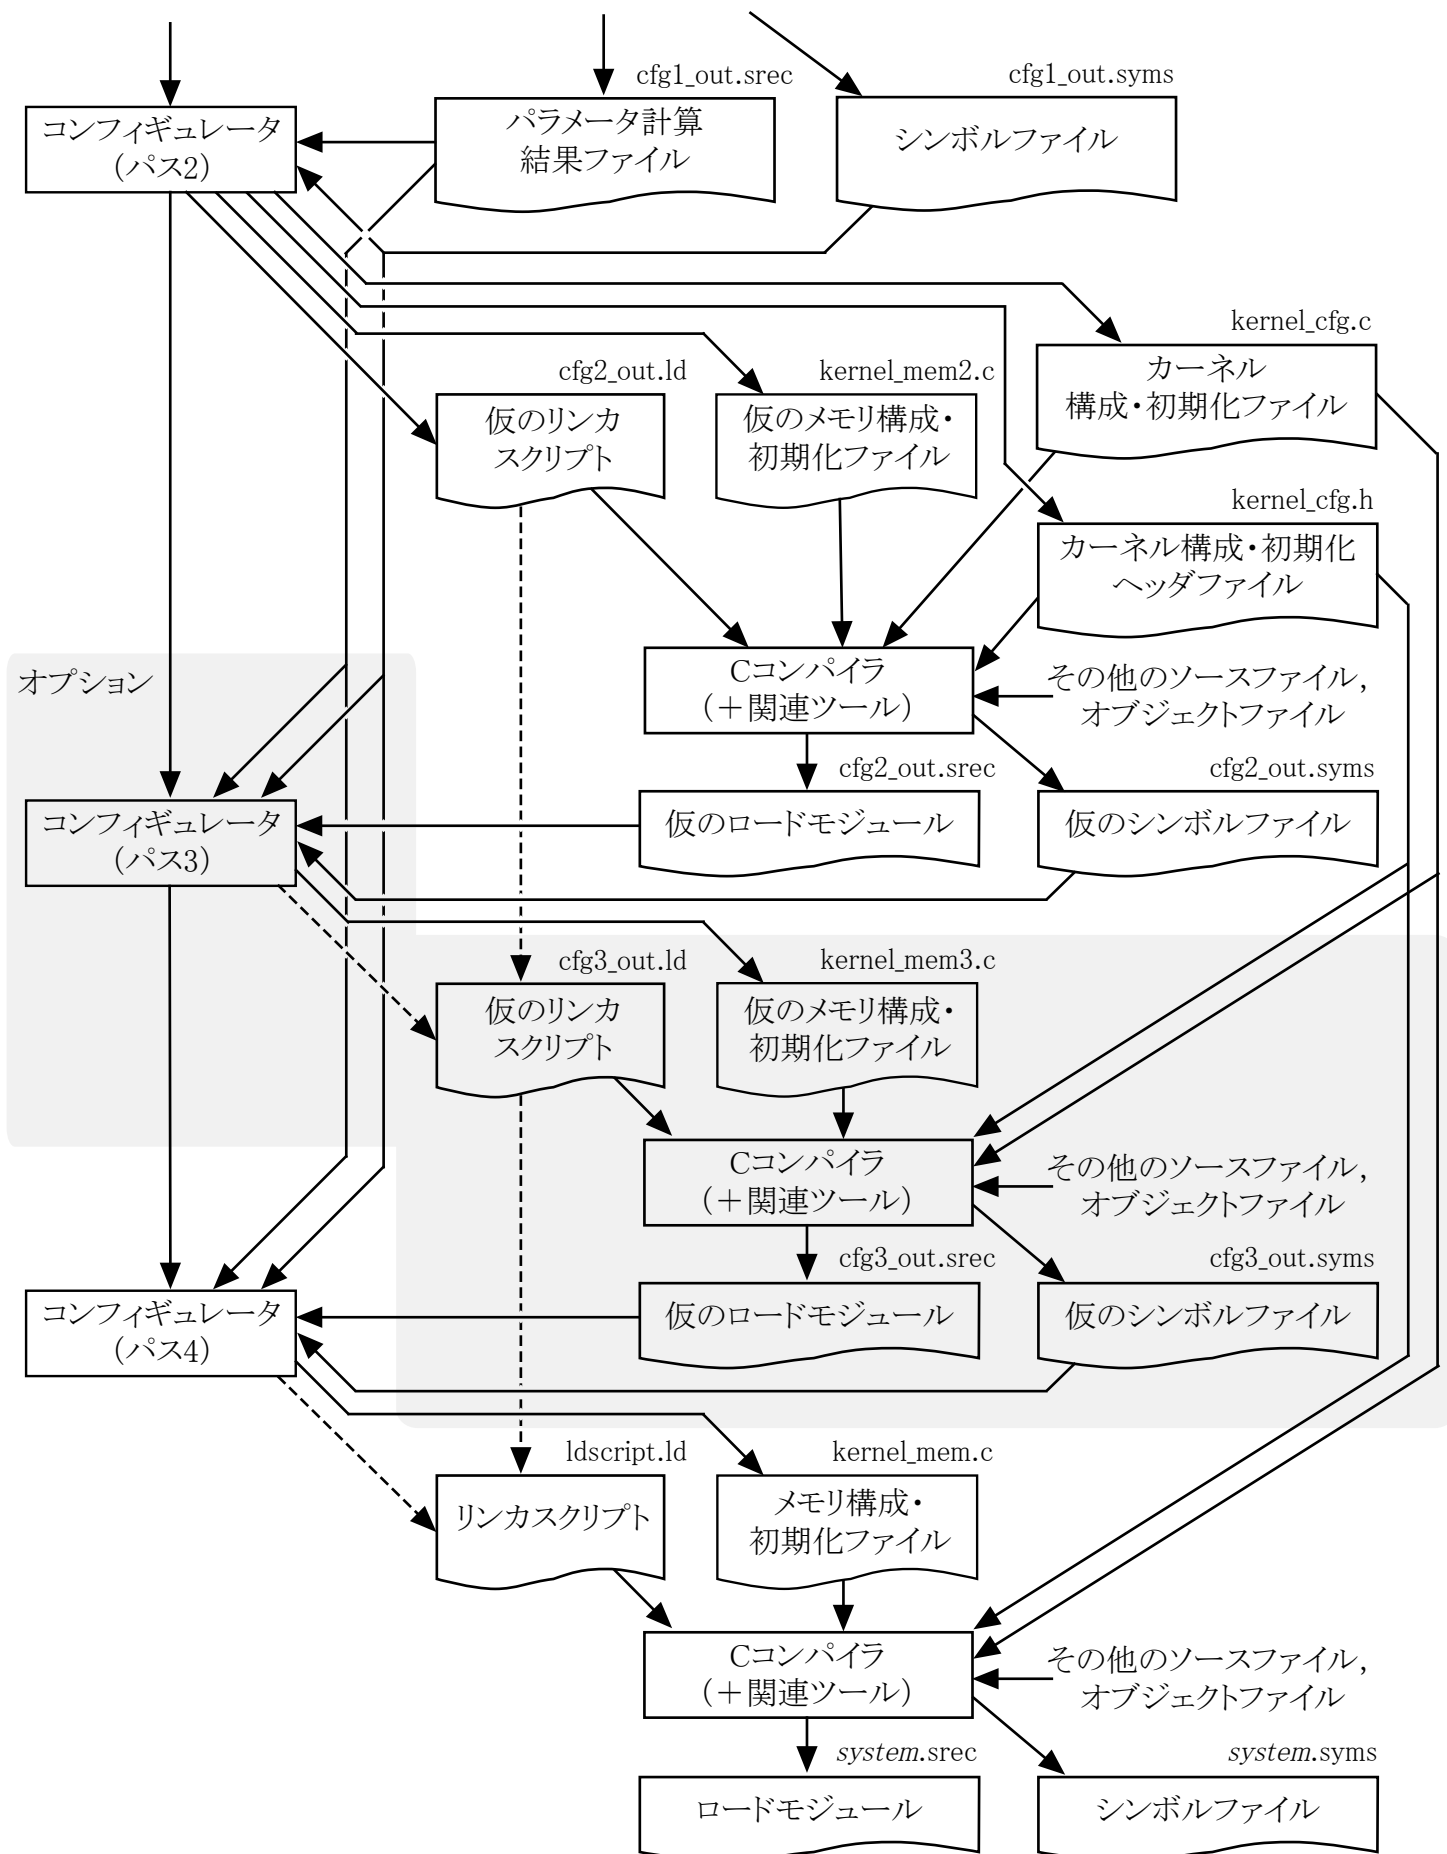 cfg1_out.srec
cfg1_out.syms
コンフィギュレータ
(パス2)
パラメータ計算
結果ファイル
シンボルファイル
kernel_cfg.c
カーネル
構成・初期化ファイル
cfg2_out.ld
kernel_mem2.c
仮のリンカ
スクリプト
仮のメモリ構成・
初期化ファイル
kernel_cfg.h
カーネル構成・初期化
ヘッダファイル
オプション
Cコンパイラ
(+関連ツール)
その他のソースファイル,
オブジェクトファイル
cfg2_out.srec
cfg2_out.syms
コンフィギュレータ
(パス3)
仮のロードモジュール
仮のシンボルファイル
cfg3_out.ld
kernel_mem3.c
仮のリンカ
スクリプト
仮のメモリ構成・
初期化ファイル
Cコンパイラ
(+関連ツール)
その他のソースファイル,
オブジェクトファイル
cfg3_out.srec
cfg3_out.syms
コンフィギュレータ
(パス4)
仮のロードモジュール
仮のシンボルファイル
ldscript.ld
kernel_mem.c
リンカスクリプト
メモリ構成・
初期化ファイル
Cコンパイラ
(+関連ツール)
その他のソースファイル,
オブジェクトファイル
system.srec
system.syms
ロードモジュール
シンボルファイル